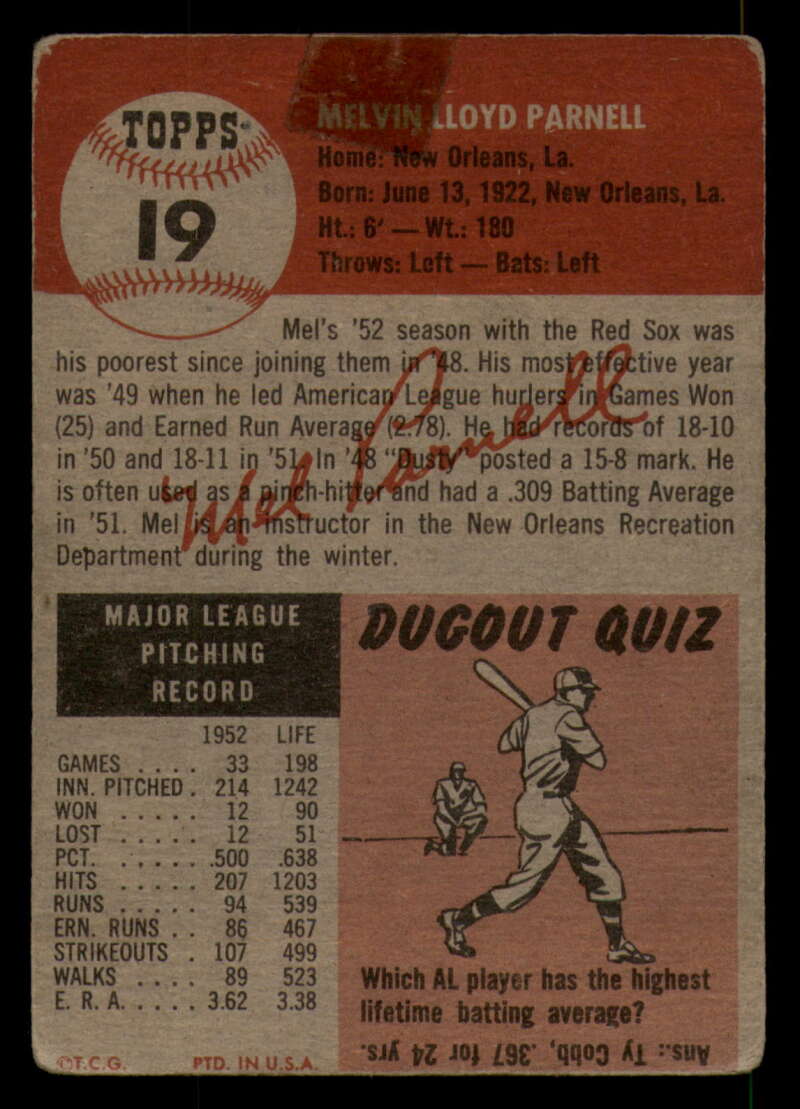 TOPPS
19
MELVIN LLOYD PARNELL
Home: New Orleans, La.
Born: June 13, 1922, New Orleans, La.
Ht.: 6' — Wt.: 180
Throws: Left — Bats: Left
Mel's '52 season with the Red Sox was
his poorest since joining them in '48. His most effective year
was '49 when he led American League hurlers in Games Won
(25) and Earned Run Average (2.78). He had records of 18-10
in '50 and 18-11 in '51. In '48 "Dusty" posted a 15-8 mark. He
is often used as a pinch-hitter and had a .309 Batting Average
in '51. Mel is an instructor in the New Orleans Recreation
Department during the winter.
Mel Parnell
MAJOR LEAGUE
PITCHING
RECORD
1952 LIFE
GAMES .... 33 198
INN. PITCHED . 214 1242
WON ..... 12 90
LOST ..... 12 51
PCT. ...... .500 .638
HITS ..... 207 1203
RUNS ..... 94 539
ERN. RUNS .. 86 467
STRIKEOUTS . 107 499
WALKS .... 89 523
E. R. A. .... 3.62 3.38
DUGOUT QUIZ
Which AL player has the highest
lifetime batting average?
Ans.: Ty Cobb, .367 for 24 yrs.
©T.C.G. PTD. IN U.S.A.